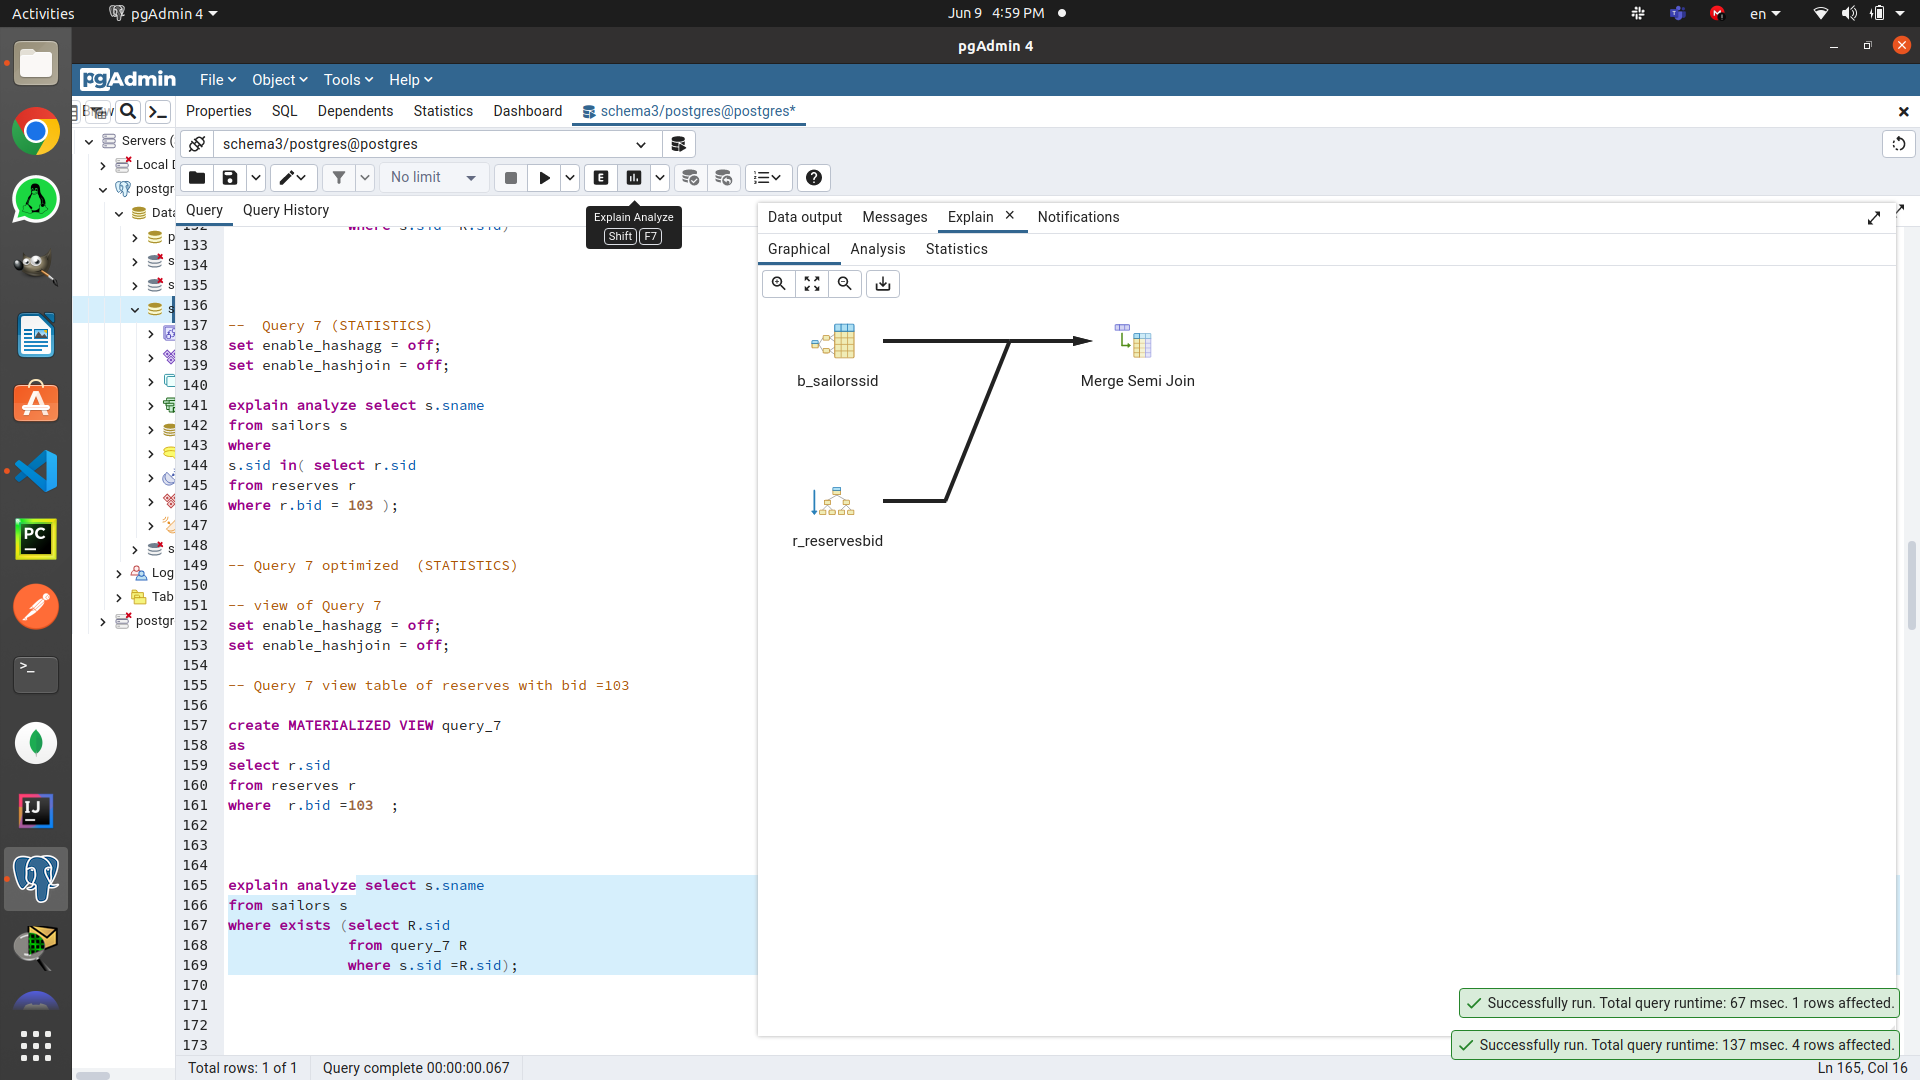 Activities
pgAdmin 4
Jun 9 4:59 PM
en
pgAdmin 4
pgAdmin
File
Object
Tools
Help
Properties
SQL
Dependents
Statistics
Dashboard
schema3/postgres@postgres*
Servers (
Local D
postgr
Data
p
s
s
s
s
Log
Tab
postgr
schema3/postgres@postgres
No limit
E
Explain Analyze
Shift F7
Query
Query History
132 where s.sid =R.sid)
133
134
135
136
137 -- Query 7 (STATISTICS)
138 set enable_hashagg = off;
139 set enable_hashjoin = off;
140
141 explain analyze select s.sname
142 from sailors s
143 where
144 s.sid in( select r.sid
145 from reserves r
146 where r.bid = 103 );
147
148
149 -- Query 7 optimized (STATISTICS)
150
151 -- view of Query 7
152 set enable_hashagg = off;
153 set enable_hashjoin = off;
154
155 -- Query 7 view table of reserves with bid =103
156
157 create MATERIALIZED VIEW query_7
158 as
159 select r.sid
160 from reserves r
161 where r.bid =103 ;
162
163
164
165 explain analyze select s.sname
166 from sailors s
167 where exists (select R.sid
168 from query_7 R
169 where s.sid =R.sid);
170
171
172
173
Data output
Messages
Explain
Notifications
Graphical
Analysis
Statistics
b_sailorssid
Merge Semi Join
r_reservesbid
Successfully run. Total query runtime: 67 msec. 1 rows affected.
Successfully run. Total query runtime: 137 msec. 4 rows affected.
Total rows: 1 of 1
Query complete 00:00:00.067
Ln 165, Col 16
PC
IJ
>_